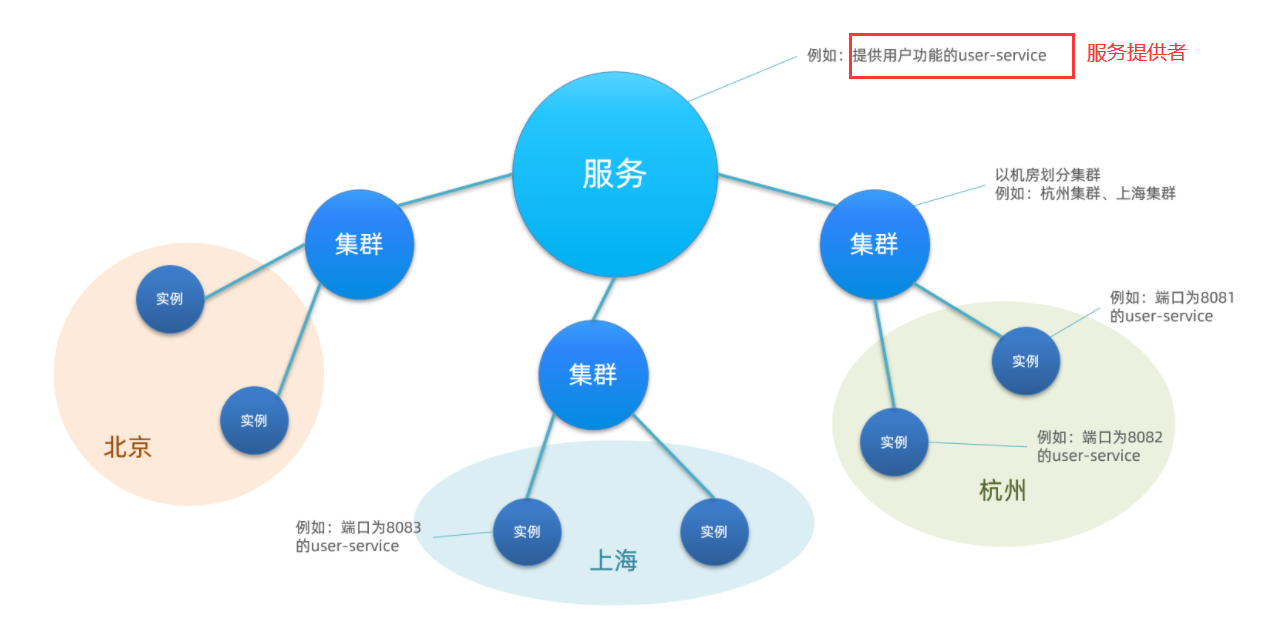 例如：提供用户功能的user-service
服务提供者
服务
以机房划分集群
例如：杭州集群、上海集群
集群
集群
实例
例如：端口为8081
的user-service
实例
集群
实例
实例
例如：端口为8082
的user-service
北京
杭州
例如：端口为8083
的user-service
实例
实例
上海